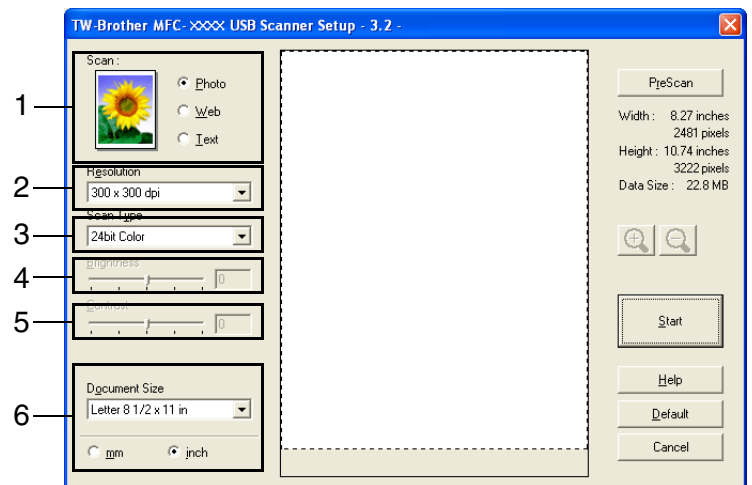 TW-Brother MFC-XXXX USB Scanner Setup - 3.2 -
Scan :
Photo
Web
Text
1
Resolution
300 x 300 dpi
2
Scan Type
24bit Color
3
Brightness
0
4
Contrast
0
5
Document Size
Letter 8 1/2 x 11 in
mm inch
6
PreScan
Width : 8.27 inches
2481 pixels
Height : 10.74 inches
3222 pixels
Data Size : 22.8 MB
Start
Help
Default
Cancel